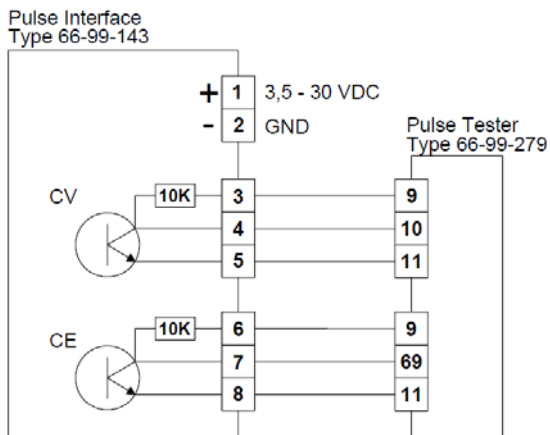 Pulse Interface
Type 66-99-143
+ 1 3,5 - 30 VDC
- 2 GND
Pulse Tester
Type 66-99-279
CV 10K 3 9
4 10
5 11
CE 10K 6 9
7 69
8 11